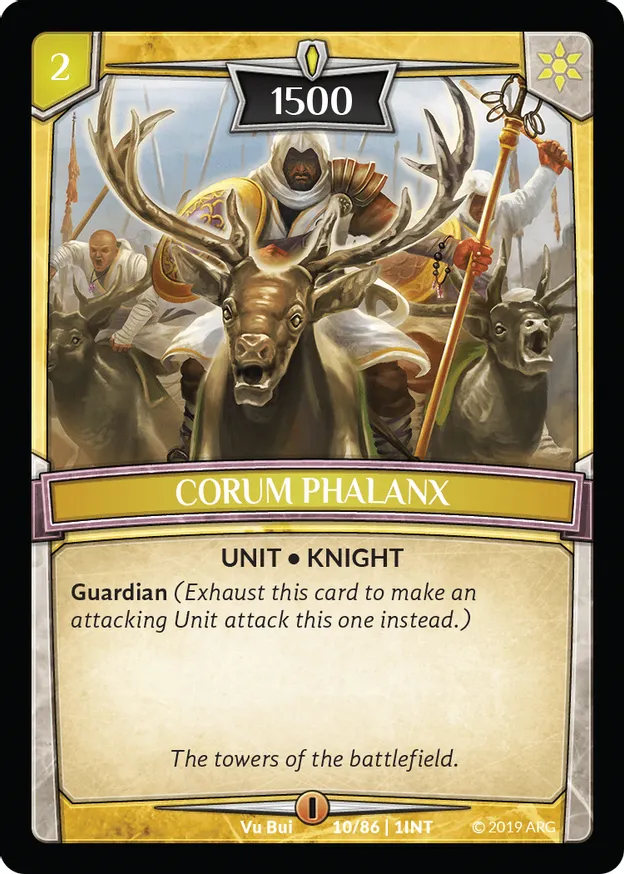 2
1500
CORUM PHALANX
UNIT • KNIGHT
Guardian (Exhaust this card to make an
attacking Unit attack this one instead.)
The towers of the battlefield.
I
Vu Bui 10/86 | 1INT © 2019 ARG